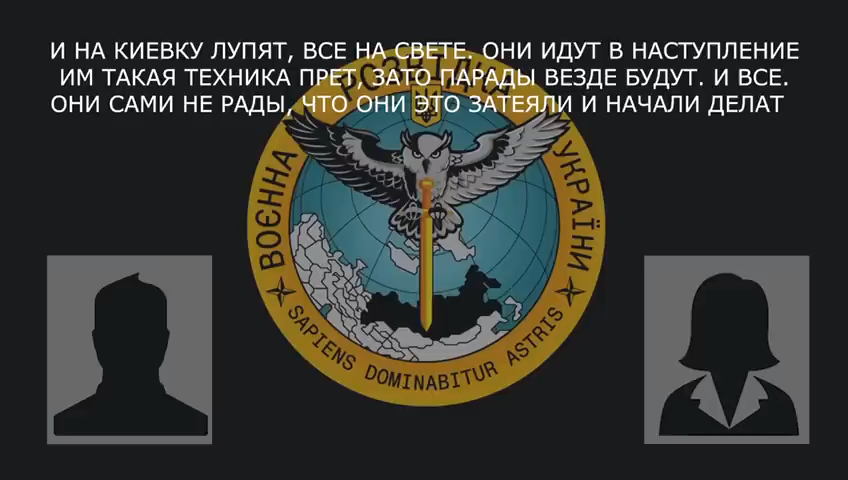 И НА КИЕВКУ ЛУПЯТ, ВСЕ НА СВЕТЕ. ОНИ ИДУТ В НАСТУПЛЕНИЕ
ИМ ТАКАЯ ТЕХНИКА ПРЕТ, ЗАТО ПАРАДЫ ВЕЗДЕ БУДУТ. И ВСЕ.
ОНИ САМИ НЕ РАДЫ, ЧТО ОНИ ЭТО ЗАТЕЯЛИ И НАЧАЛИ ДЕЛАТ
ВОЄННА РОЗВІДКА УКРАЇНИ
SAPIENS DOMINABITUR ASTRIS